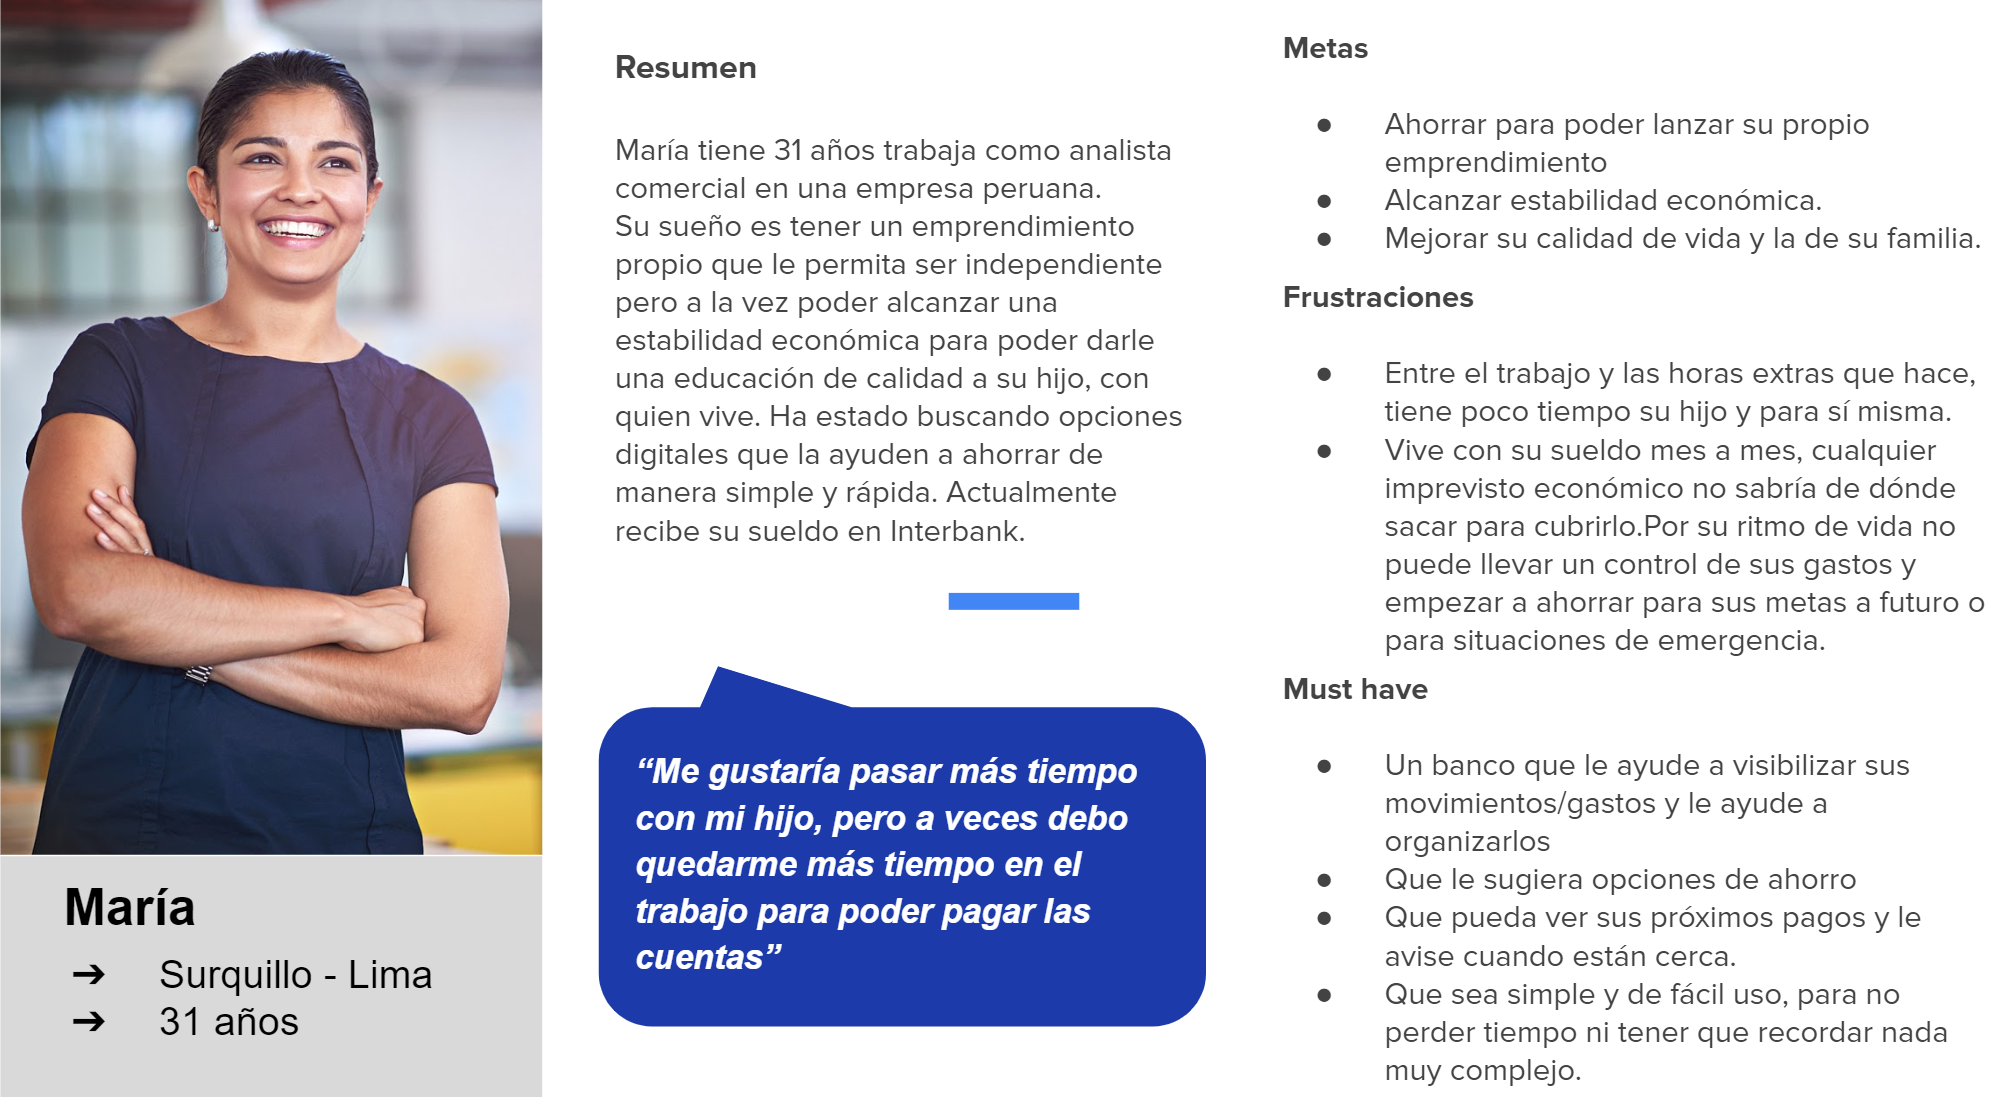 María
➔ Surquillo - Lima
➔ 31 años
Resumen
María tiene 31 años trabaja como analista
comercial en una empresa peruana.
Su sueño es tener un emprendimiento
propio que le permita ser independiente
pero a la vez poder alcanzar una
estabilidad económica para poder darle
una educación de calidad a su hijo, con
quien vive. Ha estado buscando opciones
digitales que la ayuden a ahorrar de
manera simple y rápida. Actualmente
recibe su sueldo en Interbank.
“Me gustaría pasar más tiempo
con mi hijo, pero a veces debo
quedarme más tiempo en el
trabajo para poder pagar las
cuentas”
Metas
● Ahorrar para poder lanzar su propio
emprendimiento
● Alcanzar estabilidad económica.
● Mejorar su calidad de vida y la de su familia.
Frustraciones
● Entre el trabajo y las horas extras que hace,
tiene poco tiempo su hijo y para sí misma.
● Vive con su sueldo mes a mes, cualquier
imprevisto económico no sabría de dónde
sacar para cubrirlo.Por su ritmo de vida no
puede llevar un control de sus gastos y
empezar a ahorrar para sus metas a futuro o
para situaciones de emergencia.
Must have
● Un banco que le ayude a visibilizar sus
movimientos/gastos y le ayude a
organizarlos
● Que le sugiera opciones de ahorro
● Que pueda ver sus próximos pagos y le
avise cuando están cerca.
● Que sea simple y de fácil uso, para no
perder tiempo ni tener que recordar nada
muy complejo.